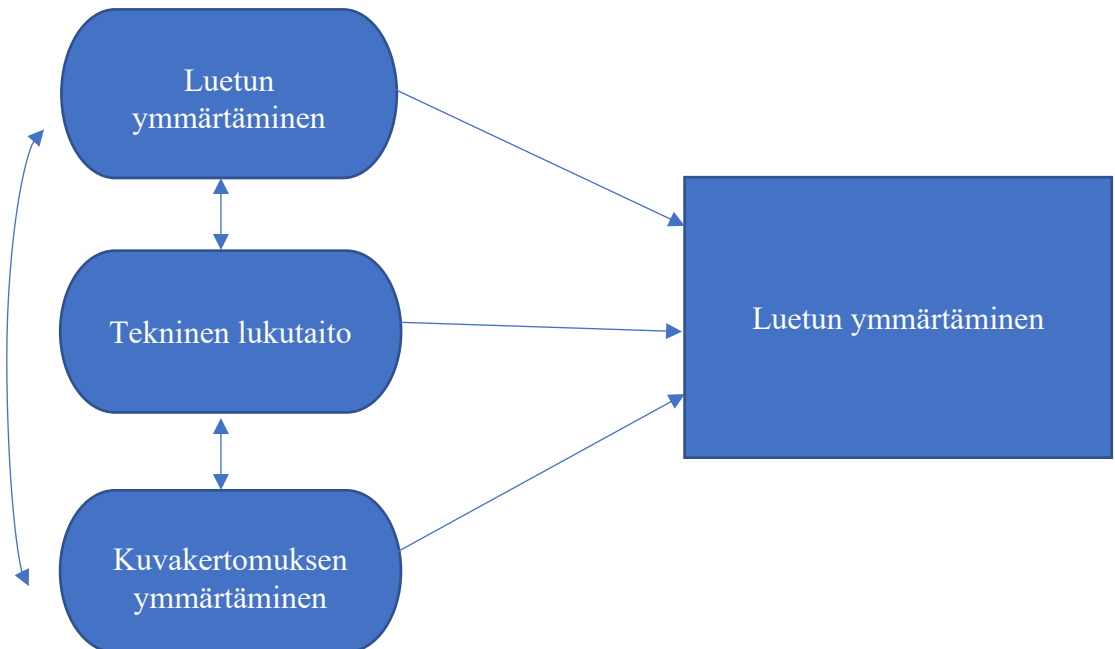 Luetun
ymmärtäminen
Tekninen lukutaito
Luetun ymmärtäminen
Kuvakertomuksen
ymmärtäminen